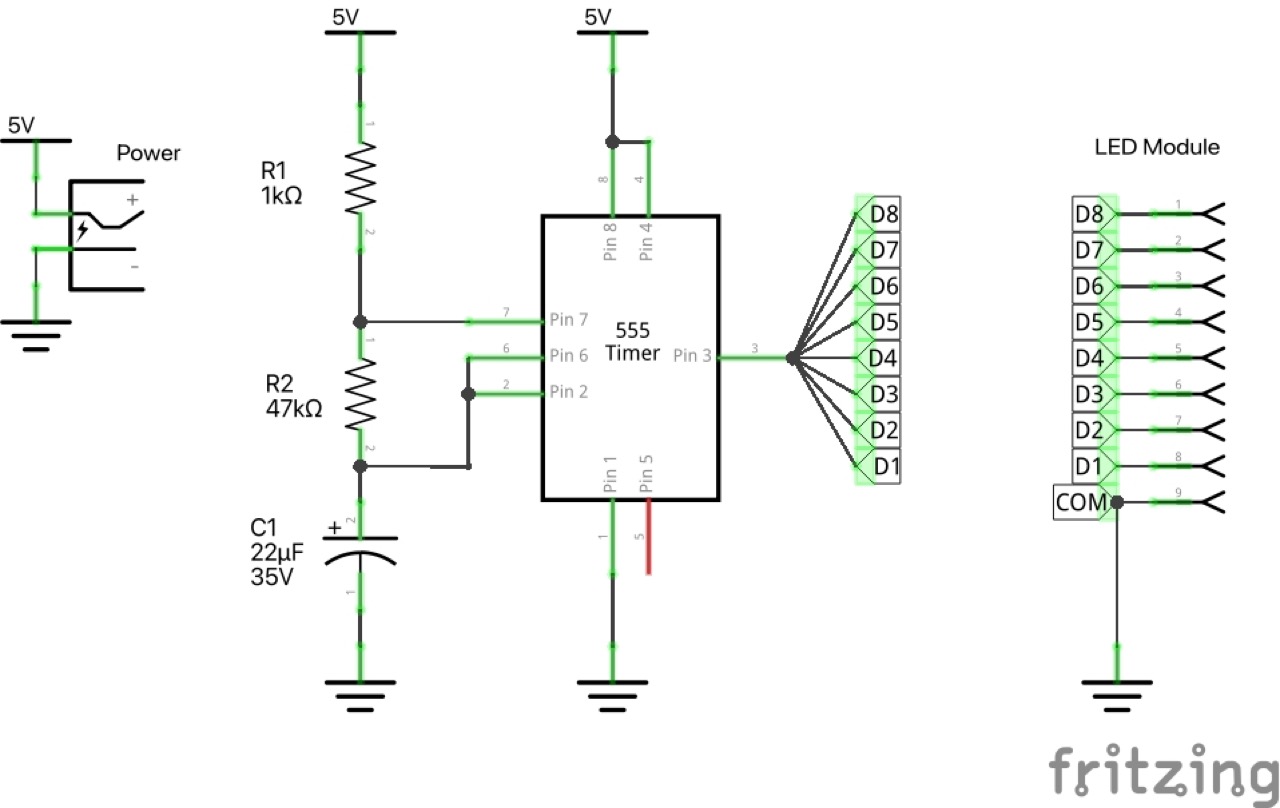 5V
Power
+
-
5V
1
R1
1kΩ
2
1
R2
47kΩ
2
C1
22µF
35V
+
2
1
5V
8
4
Pin 8
Pin 4
7
Pin 7
6
Pin 6
2
Pin 2
555
Timer
Pin 3
3
Pin 1
Pin 5
1
5
D8
D7
D6
D5
D4
D3
D2
D1
LED Module
D8 1
D7 2
D6 3
D5 4
D4 5
D3 6
D2 7
D1 8
COM 9
fritzing